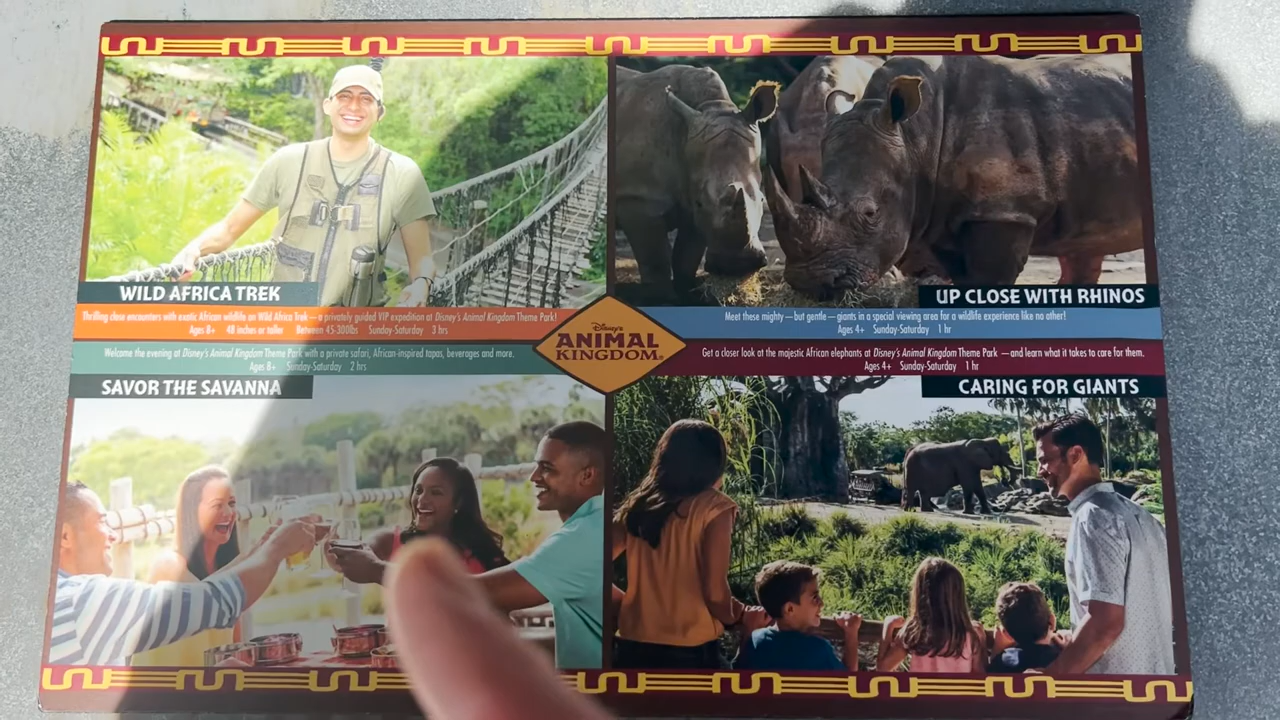 WILD AFRICA TREK
Thrilling close encounters with exotic African wildlife on Wild Africa Trek—a privately guided VIP expedition at Disney's Animal Kingdom Theme Park!
Ages 8+ 48 inches or taller Between 45-300lbs Sunday-Saturday 3 hrs
UP CLOSE WITH RHINOS
Meet these mighty—but gentle—giants in a special viewing area for a wildlife experience like no other!
Ages 4+ Sunday-Saturday 1 hr
Disney's
ANIMAL
KINGDOM
Welcome the evening at Disney's Animal Kingdom Theme Park with a private safari, African-inspired tapas, beverages and more.
Ages 8+ Sunday-Saturday 2 hrs
SAVOR THE SAVANNA
Get a closer look at the majestic African elephants at Disney's Animal Kingdom Theme Park —and learn what it takes to care for them.
Ages 4+ Sunday-Saturday 1 hr
CARING FOR GIANTS